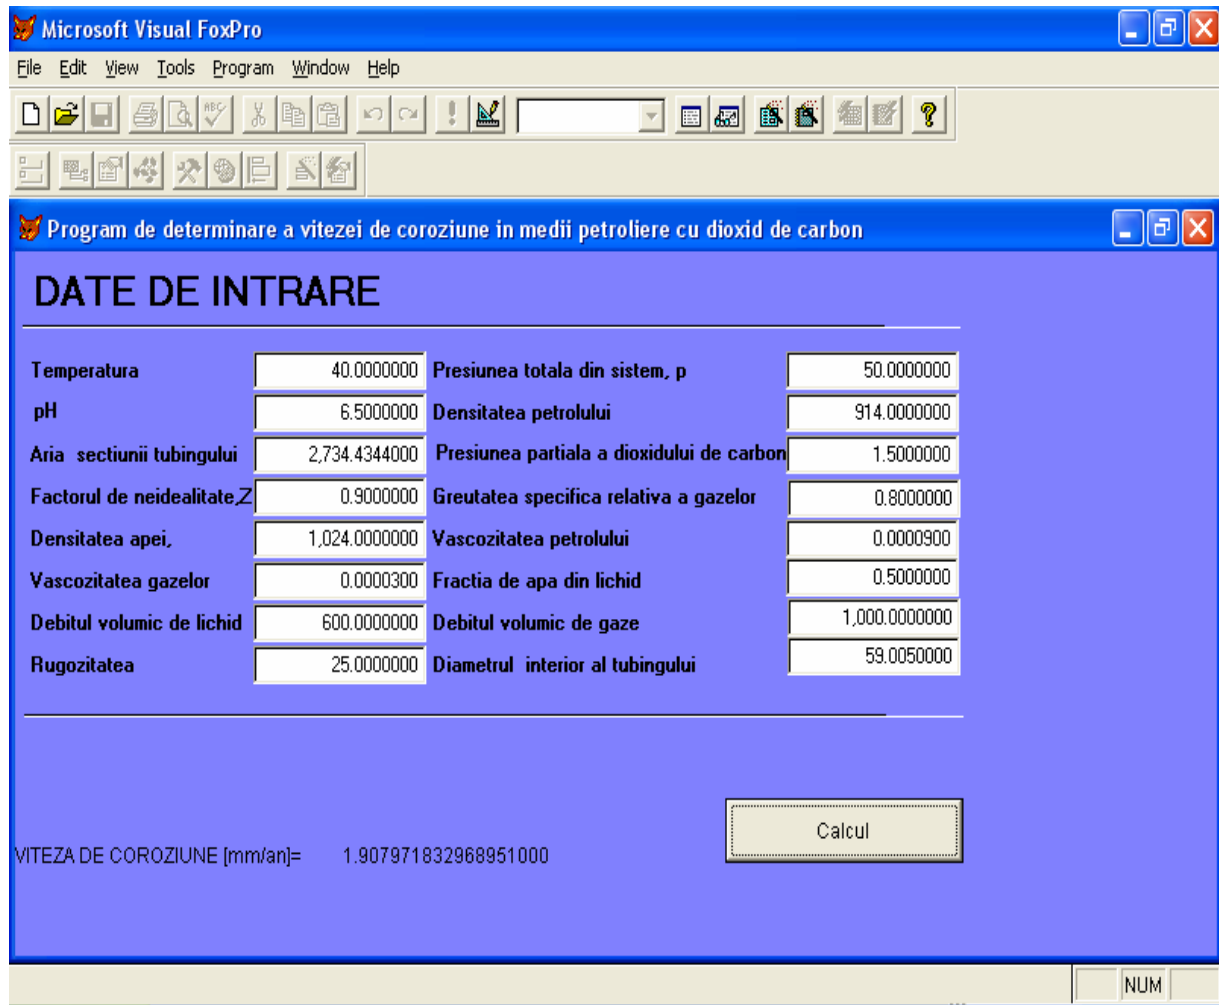 Microsoft Visual FoxPro
File Edit View Tools Program Window Help
Program de determinare a vitezei de coroziune in medii petroliere cu dioxid de carbon
DATE DE INTRARE
Temperatura 40.0000000 Presiunea totala din sistem, p 50.0000000
pH 6.5000000 Densitatea petrolului 914.0000000
Aria sectiunii tubingului 2,734.4344000 Presiunea partiala a dioxidului de carbon 1.5000000
Factorul de neidealitate,Z 0.9000000 Greutatea specifica relativa a gazelor 0.8000000
Densitatea apei, 1,024.0000000 Vascozitatea petrolului 0.0000900
Vascozitatea gazelor 0.0000300 Fractia de apa din lichid 0.5000000
Debitul volumic de lichid 600.0000000 Debitul volumic de gaze 1,000.0000000
Rugozitatea 25.0000000 Diametrul interior al tubingului 59.0050000
Calcul
VITEZA DE COROZIUNE [mm/an]= 1.907971832968951000
NUM